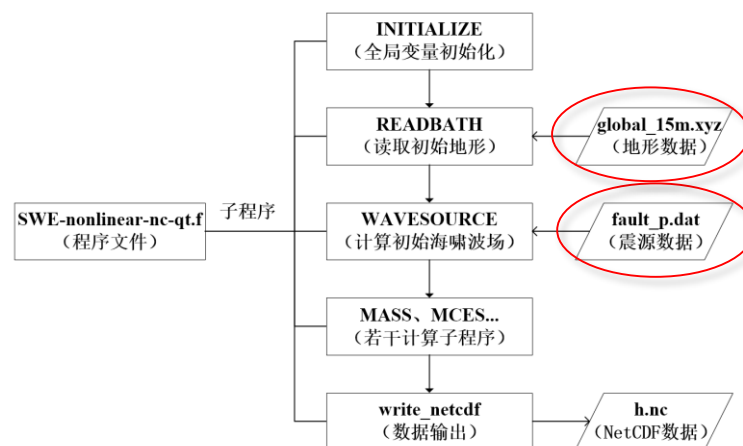 INITIALIZE
（全局变量初始化）
READBATH
（读取初始地形）
global_15m.xyz
（地形数据）
SWE-nonlinear-nc-qt.f
（程序文件）
子程序
WAVESOURCE
（计算初始海啸波场）
fault_p.dat
（震源数据）
MASS、MCES...
（若干计算子程序）
write_netcdf
（数据输出）
h.nc
（NetCDF数据）